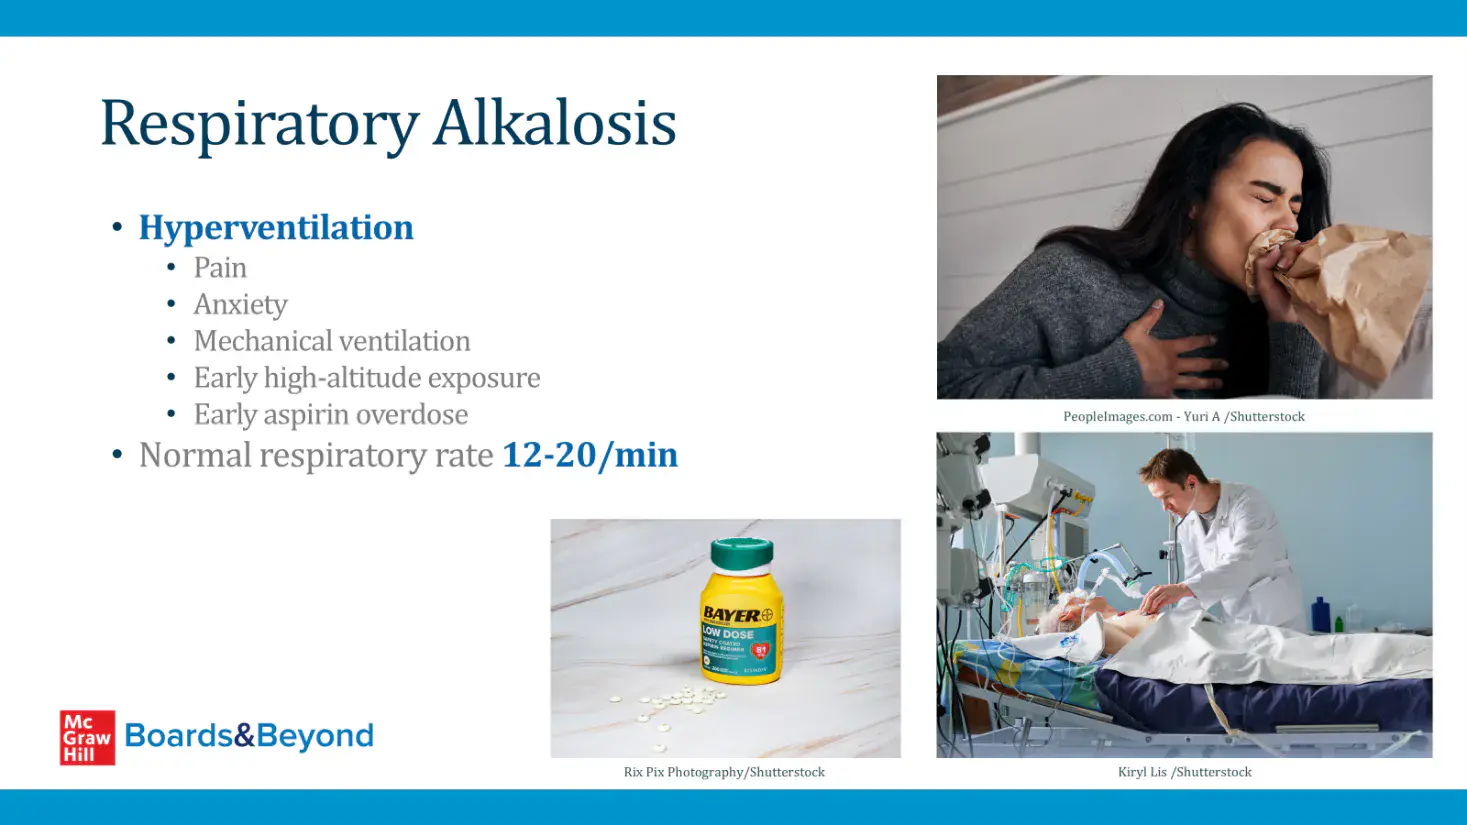 Respiratory Alkalosis
• Hyperventilation
• Pain
• Anxiety
• Mechanical ventilation
• Early high-altitude exposure
• Early aspirin overdose
• Normal respiratory rate 12-20/min
PeopleImages.com - Yuri A /Shutterstock
BAYER
LOW DOSE
81
Rix Pix Photography/Shutterstock
Kiryl Lis /Shutterstock
Mc
Graw
Hill
Boards&Beyond